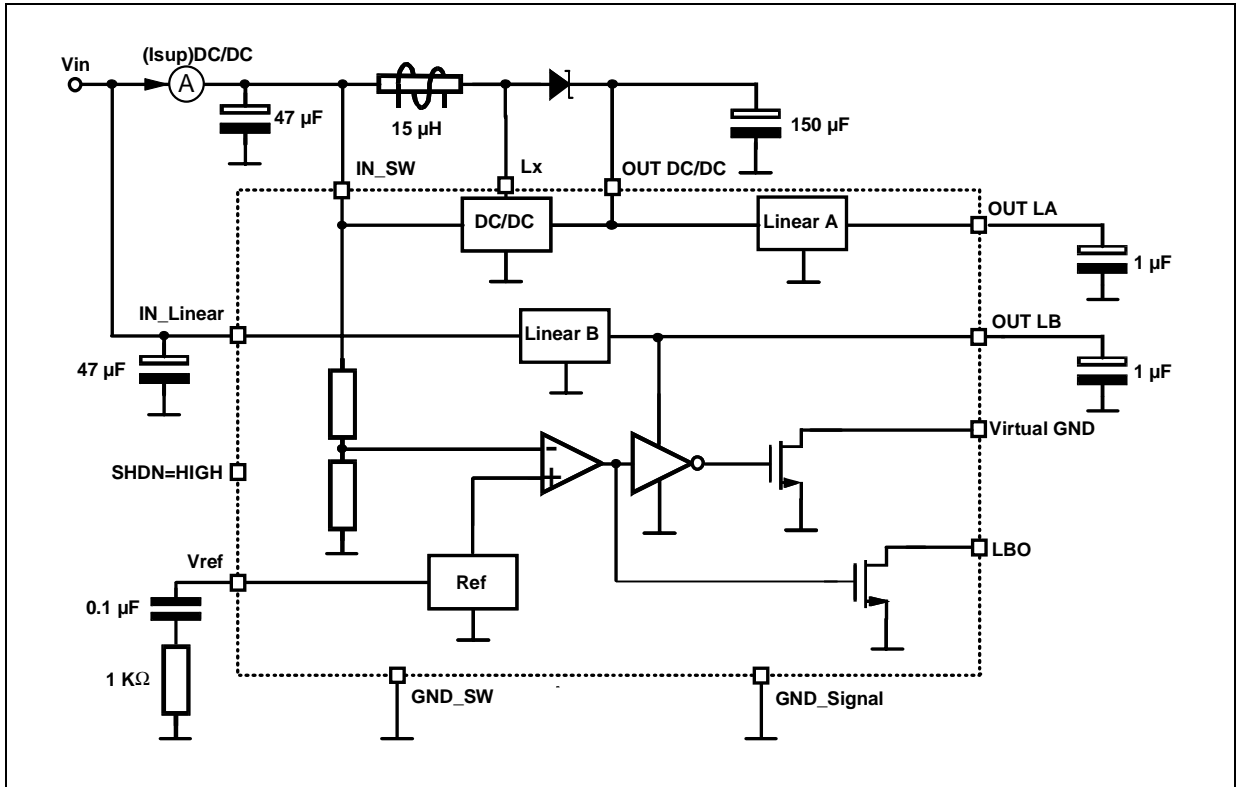 (Isup)DC/DC
Vin
A
47 µF
15 µH
150 µF
IN_SW
Lx
OUT DC/DC
DC/DC
Linear A
OUT LA
1 µF
IN_Linear
Linear B
OUT LB
47 µF
1 µF
Virtual GND
-
+
SHDN=HIGH
LBO
Vref
Ref
0.1 µF
1 KΩ
GND_SW
GND_Signal